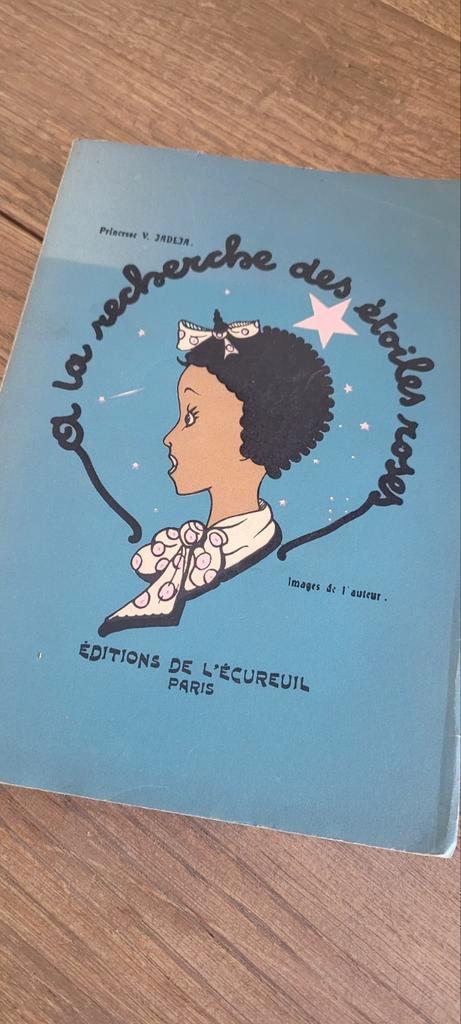 Princesse V. JADEJA.
a la recherche des étoiles roses
Images de l'auteur.
ÉDITIONS DE L'ÉCUREUIL
PARIS